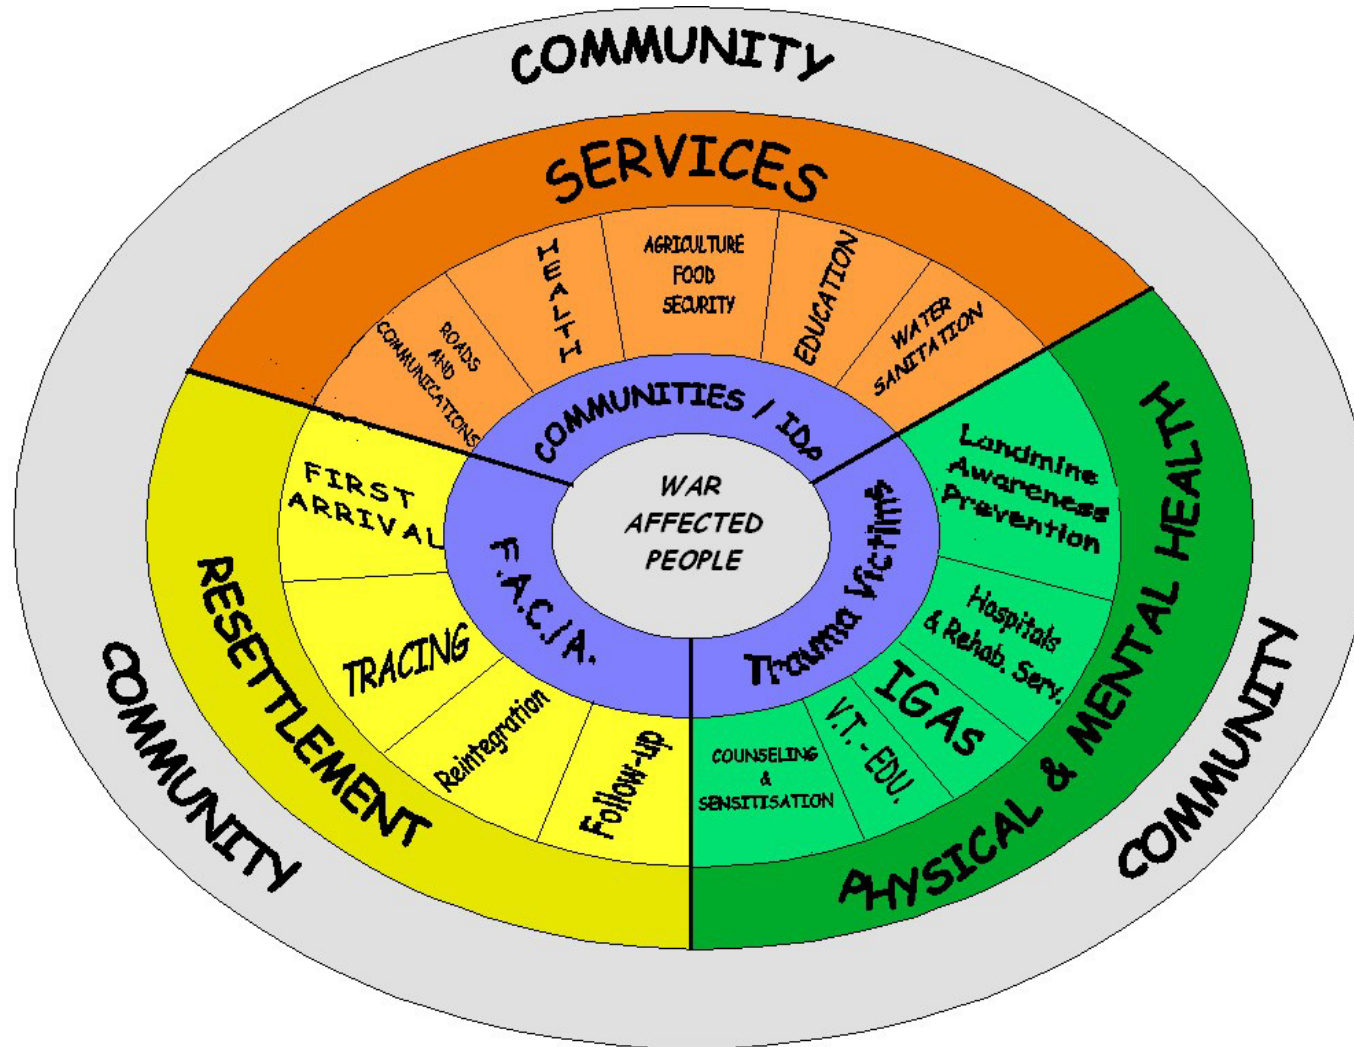 COMMUNITY
SERVICES
ROADS
AND
COMMUNICATIONS
HEALTH
AGRICULTURE
FOOD
SECURITY
EDUCATION
WATER
SANITATION
COMMUNITIES / IDP
WAR
AFFECTED
PEOPLE
F.A.C./A.
Trauma Victims
FIRST
ARRIVAL
TRACING
Reintegration
Follow-up
RESETTLEMENT
COMMUNITY
Landmine
Awareness
Prevention
Hospitals
& Rehab. Serv.
IGAs
V.T.-EDU.
COUNSELING
&
SENSITISATION
PHYSICAL & MENTAL HEALTH
COMMUNITY